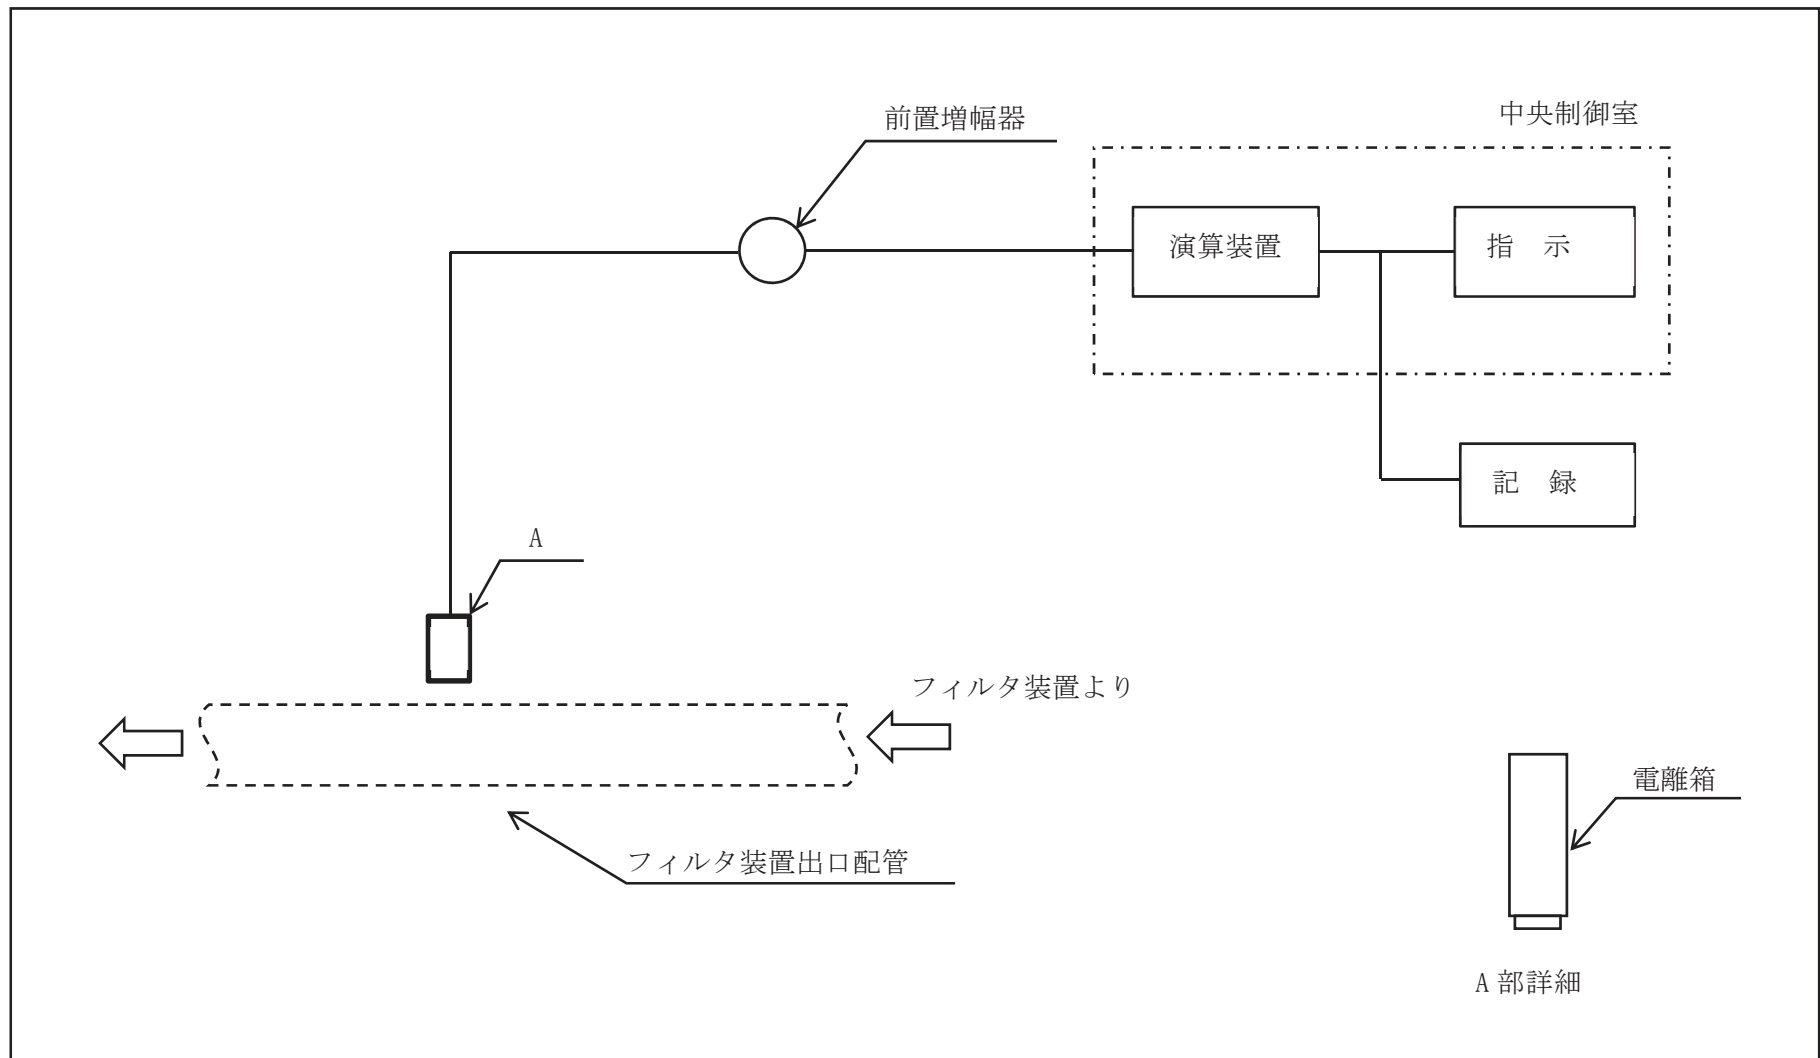 前置増幅器
中央制御室
演算装置
指 示
記 録
A
フィルタ装置より
フィルタ装置出口配管
電離箱
A 部詳細